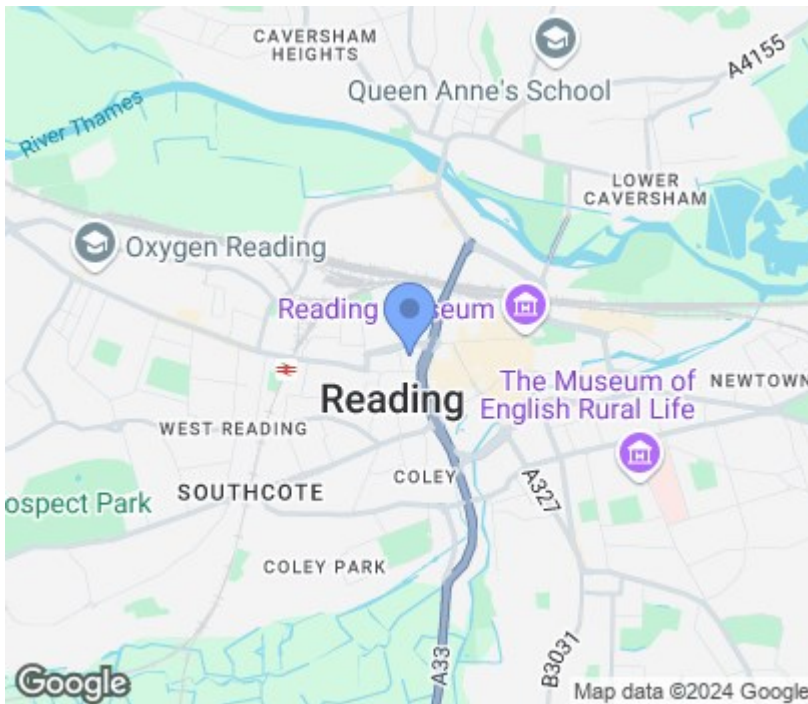 CAVERSHAM
HEIGHTS
A4155
Queen Anne's School
River Thames
LOWER
CAVERSHAM
Oxygen Reading
Reading
seum
The Museum of
English Rural Life
NEWTOWN
Reading
WEST READING
COLEY
A327
SOUTHCOTE
ospect Park
COLEY PARK
A33
B3031
Google
Map data ©2024 Google